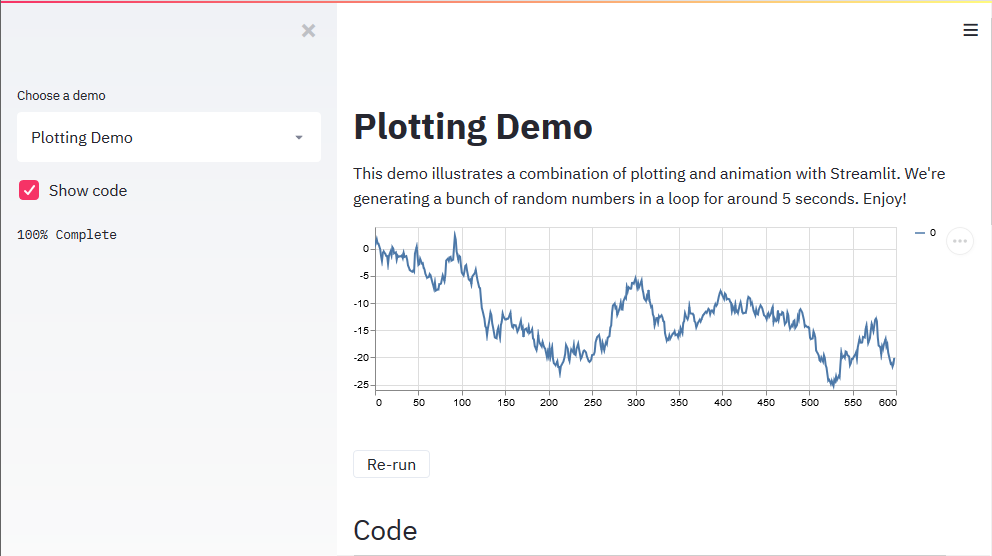 Choose a demo
Plotting Demo
Show code
100% Complete
Plotting Demo
This demo illustrates a combination of plotting and animation with Streamlit. We're
generating a bunch of random numbers in a loop for around 5 seconds. Enjoy!
0
-5
-10
-15
-20
-25
0 50 100 150 200 250 300 350 400 450 500 550 600
0
Re-run
Code